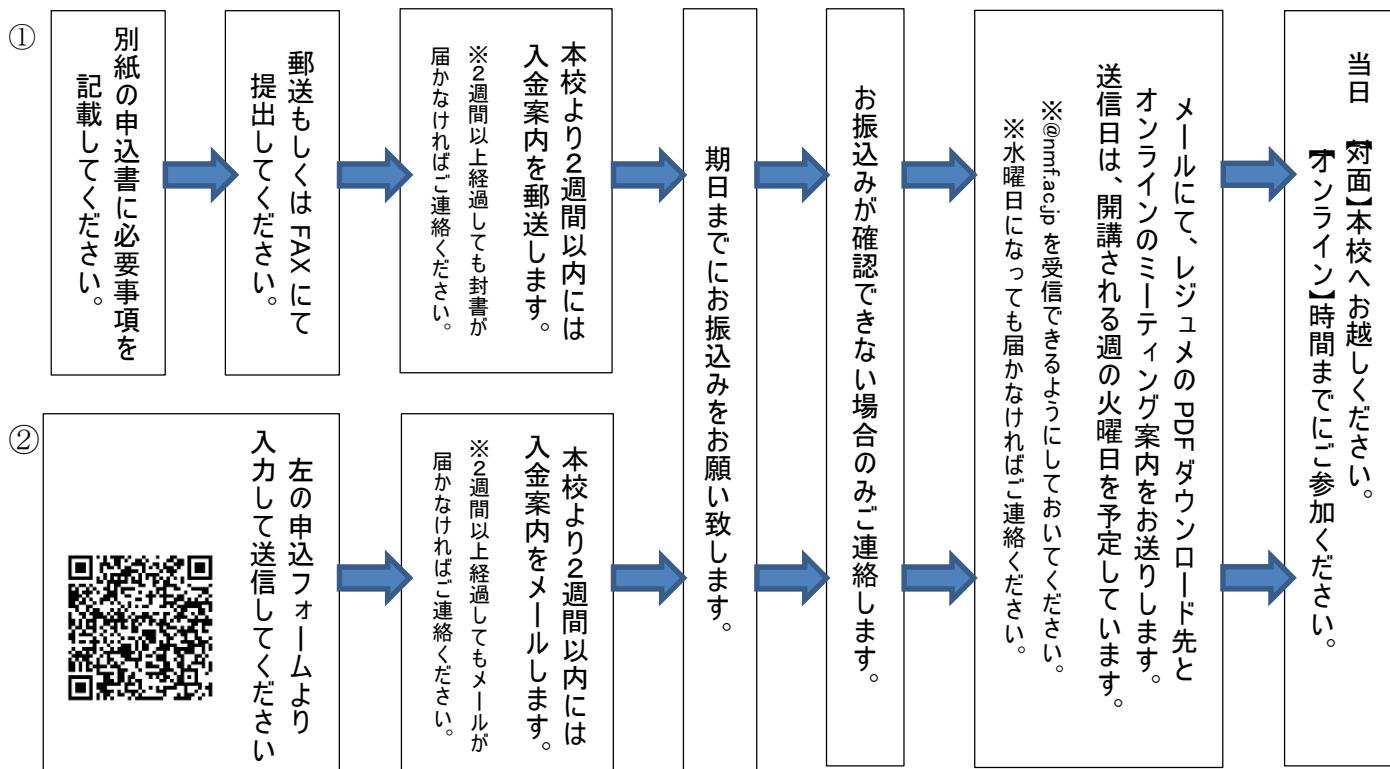 ①
別紙の申込書に必要事項を
記載してください。
郵送もしくは FAX にて
提出してください。
本校より2週間以内には
入金案内を郵送します。
※2週間以上経過しても封書が
届かなければご連絡ください。
②
左の申込フォームより
入力して送信してください
本校より2週間以内には
入金案内をメールします。
※2週間以上経過してもメールが
届かなければご連絡ください。
期日までにお振込みをお願い致します。
お振込みが確認できない場合のみご連絡します。
メールにて、レジュメの PDF ダウンロード先と
オンラインのミーティング案内をお送りします。
送信日は、開講される週の火曜日を予定しています。
※@nmf.ac.jp を受信できるようにしておいてください。
※水曜日になっても届かなければご連絡ください。
当日 【対面】本校へお越しください。
【オンライン】時間までにご参加ください。